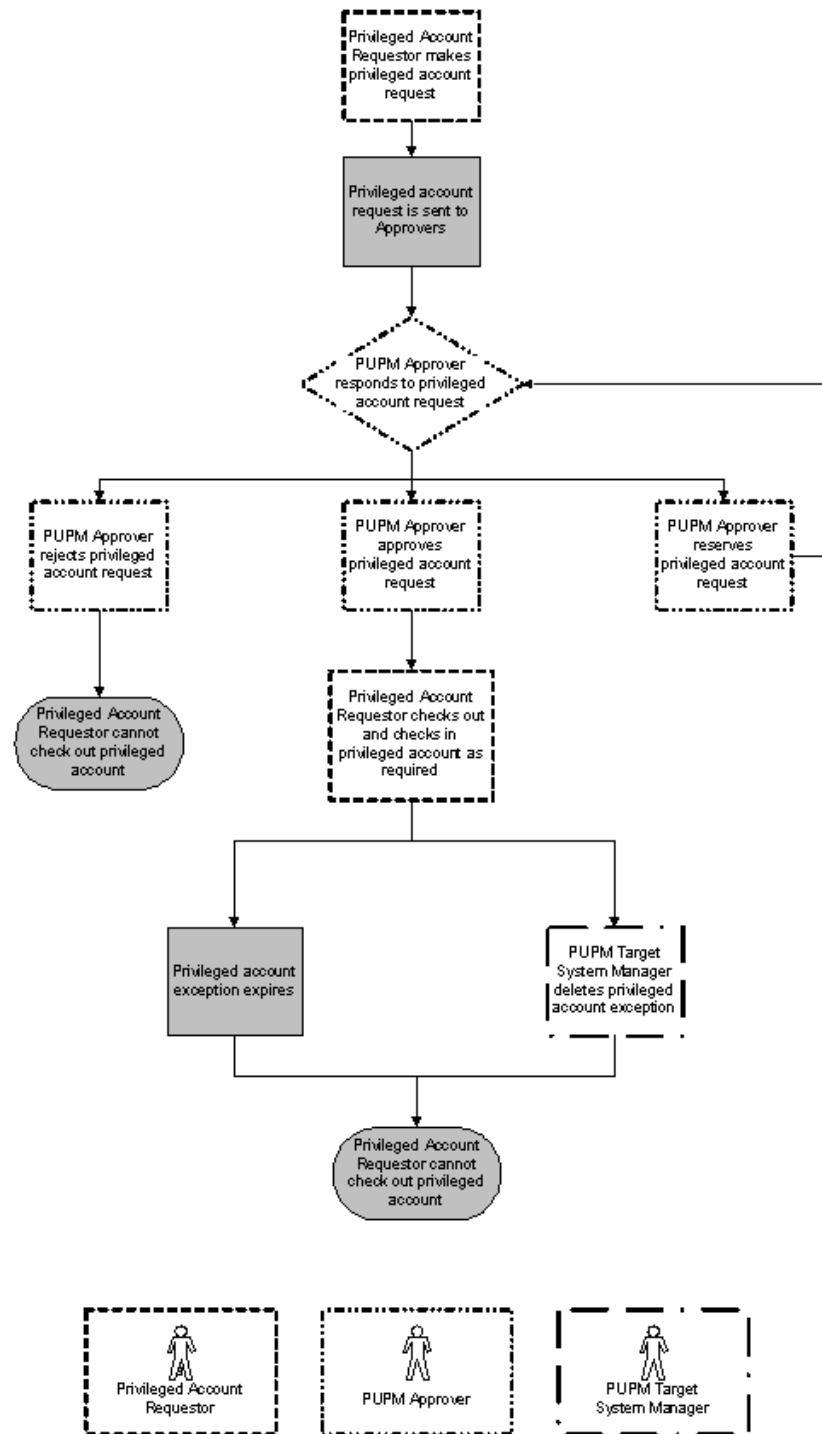 Privileged Account
Requestor makes
privileged account
request
Privileged account
request is sent to
Approvers
PUPM Approver
responds to privileged
account request
PUPM Approver
rejects privileged
account request
PUPM Approver
approves
privileged account
request
PUPM Approver
reserves
privileged account
request
Privileged Account
Requestor cannot
check out privileged
account
Privileged Account
Requestor checks out
and checks in
privileged account as
required
Privileged account
exception expires
PUPM Target
System Manager
deletes privileged
account exception
Privileged Account
Requestor cannot
check out privileged
account
Privileged Account
Requestor
PUPM Approver
PUPM Target
System Manager